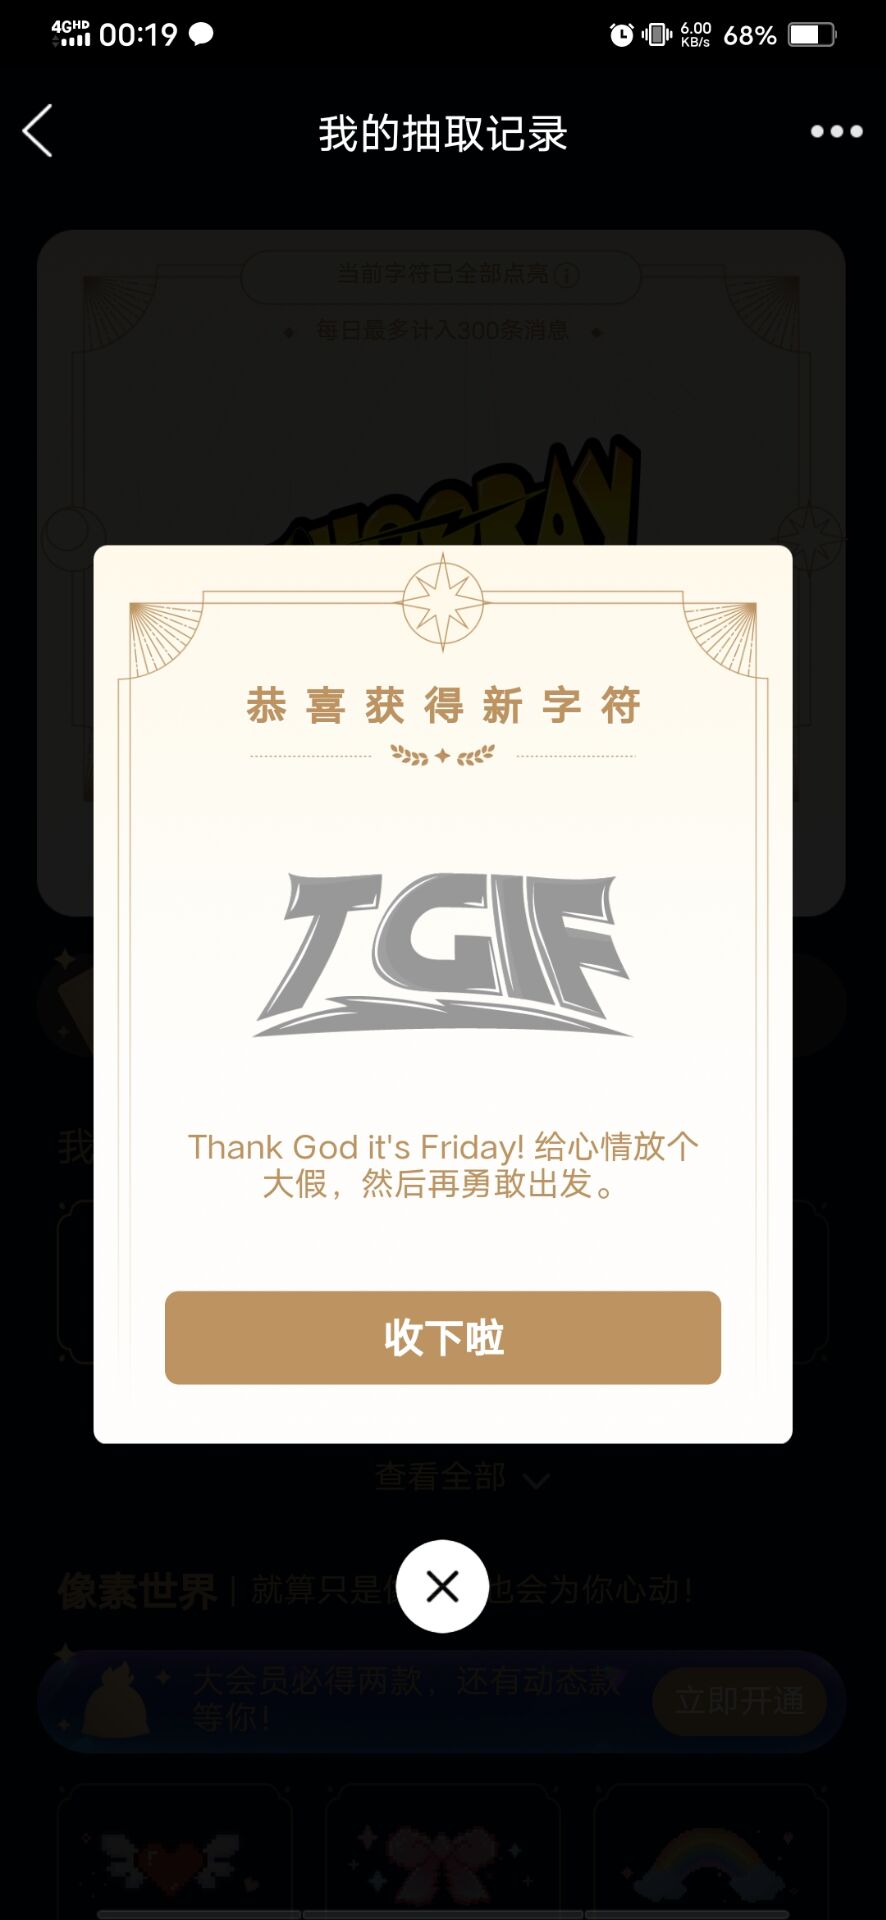 4GHD 00:19 6.00 KB/s 68%
我的抽取记录
当前字符已全部点亮
每日最多计入300条消息
HOORAY
恭喜获得新字符
TGIF
Thank God it's Friday! 给心情放个
大假，然后再勇敢出发。
收下啦
我
查看全部
像素世界 | 就算只是 也会为你心动！
大会员必得两款，还有动态款
等你！
立即开通